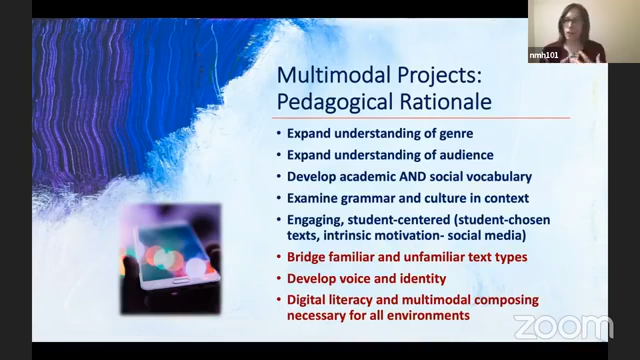 nmh101
Multimodal Projects:
Pedagogical Rationale
• Expand understanding of genre
• Expand understanding of audience
• Develop academic AND social vocabulary
• Examine grammar and culture in context
• Engaging, student-centered (student-chosen
texts, intrinsic motivation- social media)
• Bridge familiar and unfamiliar text types
• Develop voice and identity
• Digital literacy and multimodal composing
necessary for all environments
zoom